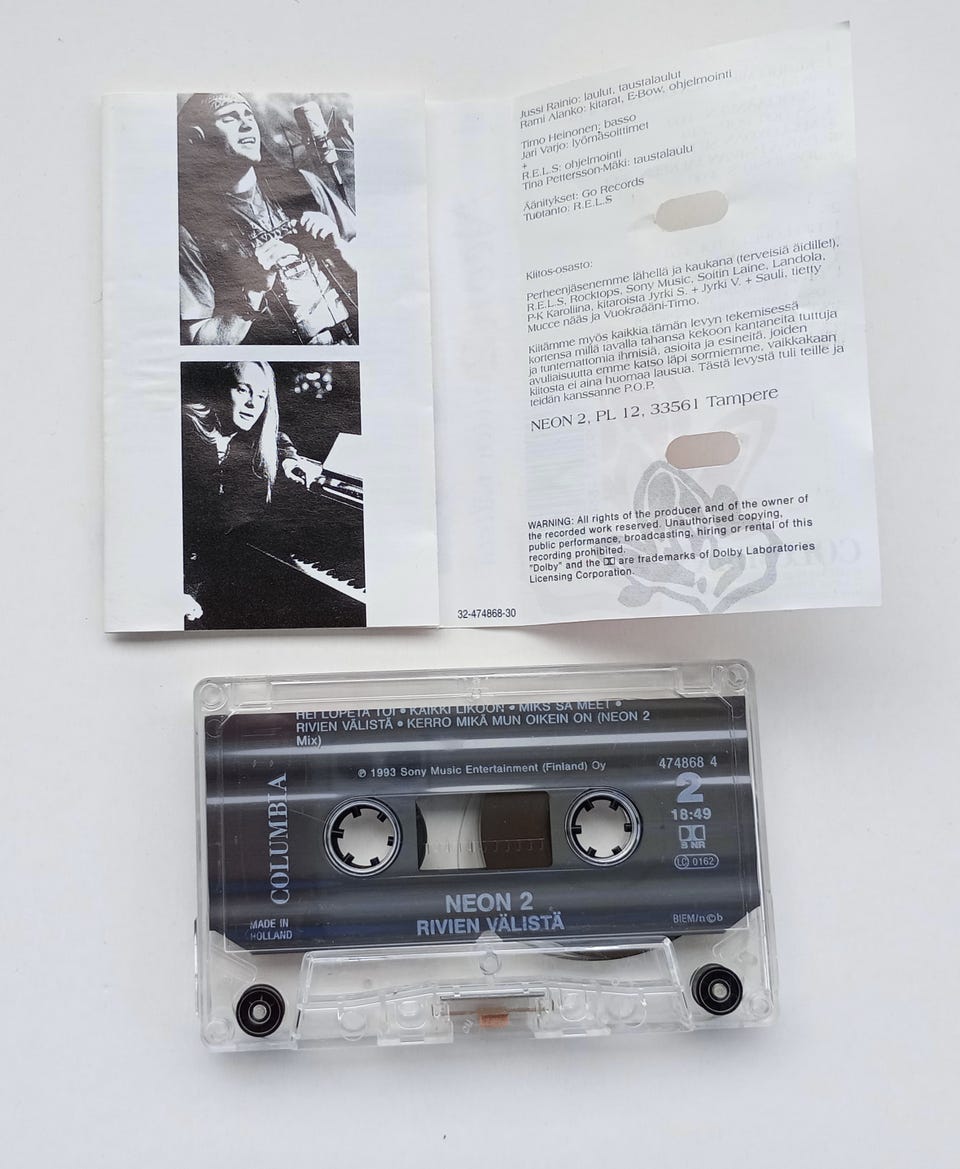 Jussi Rainio: laulut, taustalaulut
Rami Alanko: kitarat, E-Bow, ohjelmointi
Timo Heinonen: basso
Jari Varjo: lyömäsoittimet
+
R.E.L.S: ohjelmointi
Tina Pettersson-Mäki: taustalaulu
Äänitykset: Go Records
Tuotanto: R.E.L.S
Kiitos-osasto:
Perheenjäsenemme lähellä ja kaukana (terveisiä äidille!),
R.E.L.S, Rocktops, Sony Music, Soitin Laine, Landola,
P-K Karoliina, kitaroista Jyrki S. + Jyrki V. + Sauli, tietty
Mucce nääs ja Vuokraääni-Timo.
Kiitämme myös kaikkia tämän levyn tekemisessä
kortensa millä tavalla tahansa kekoon kantaneita tuttuja
ja tuntemattomia ihmisiä, asioita ja esineitä, joiden
avuliaisuutta emme katso läpi sormiemme, vaikkakaan
kiitosta ei aina huomaa lausua. Tästä levystä tuli teille ja
teidän kanssanne P.O.P.
NEON 2, PL 12, 33561 Tampere
WARNING: All rights of the producer and of the owner of
the recorded work reserved. Unauthorised copying,
public performance, broadcasting, hiring or rental of this
recording prohibited.
"Dolby" and the are trademarks of Dolby Laboratories
Licensing Corporation.
32-474868-30
HEI LOPETA TOI • KAIKKI LIKOON • MIKS SÄ MEET •
RIVIEN VÄLISTÄ • KERRO MIKÄ MUN OIKEIN ON (NEON 2
Mix)
℗ 1993 Sony Music Entertainment (Finland) Oy
474868 4
2
18:49
B NR
LC 0162
COLUMBIA
MADE IN
HOLLAND
NEON 2
RIVIEN VÄLISTÄ
BIEM/n©b